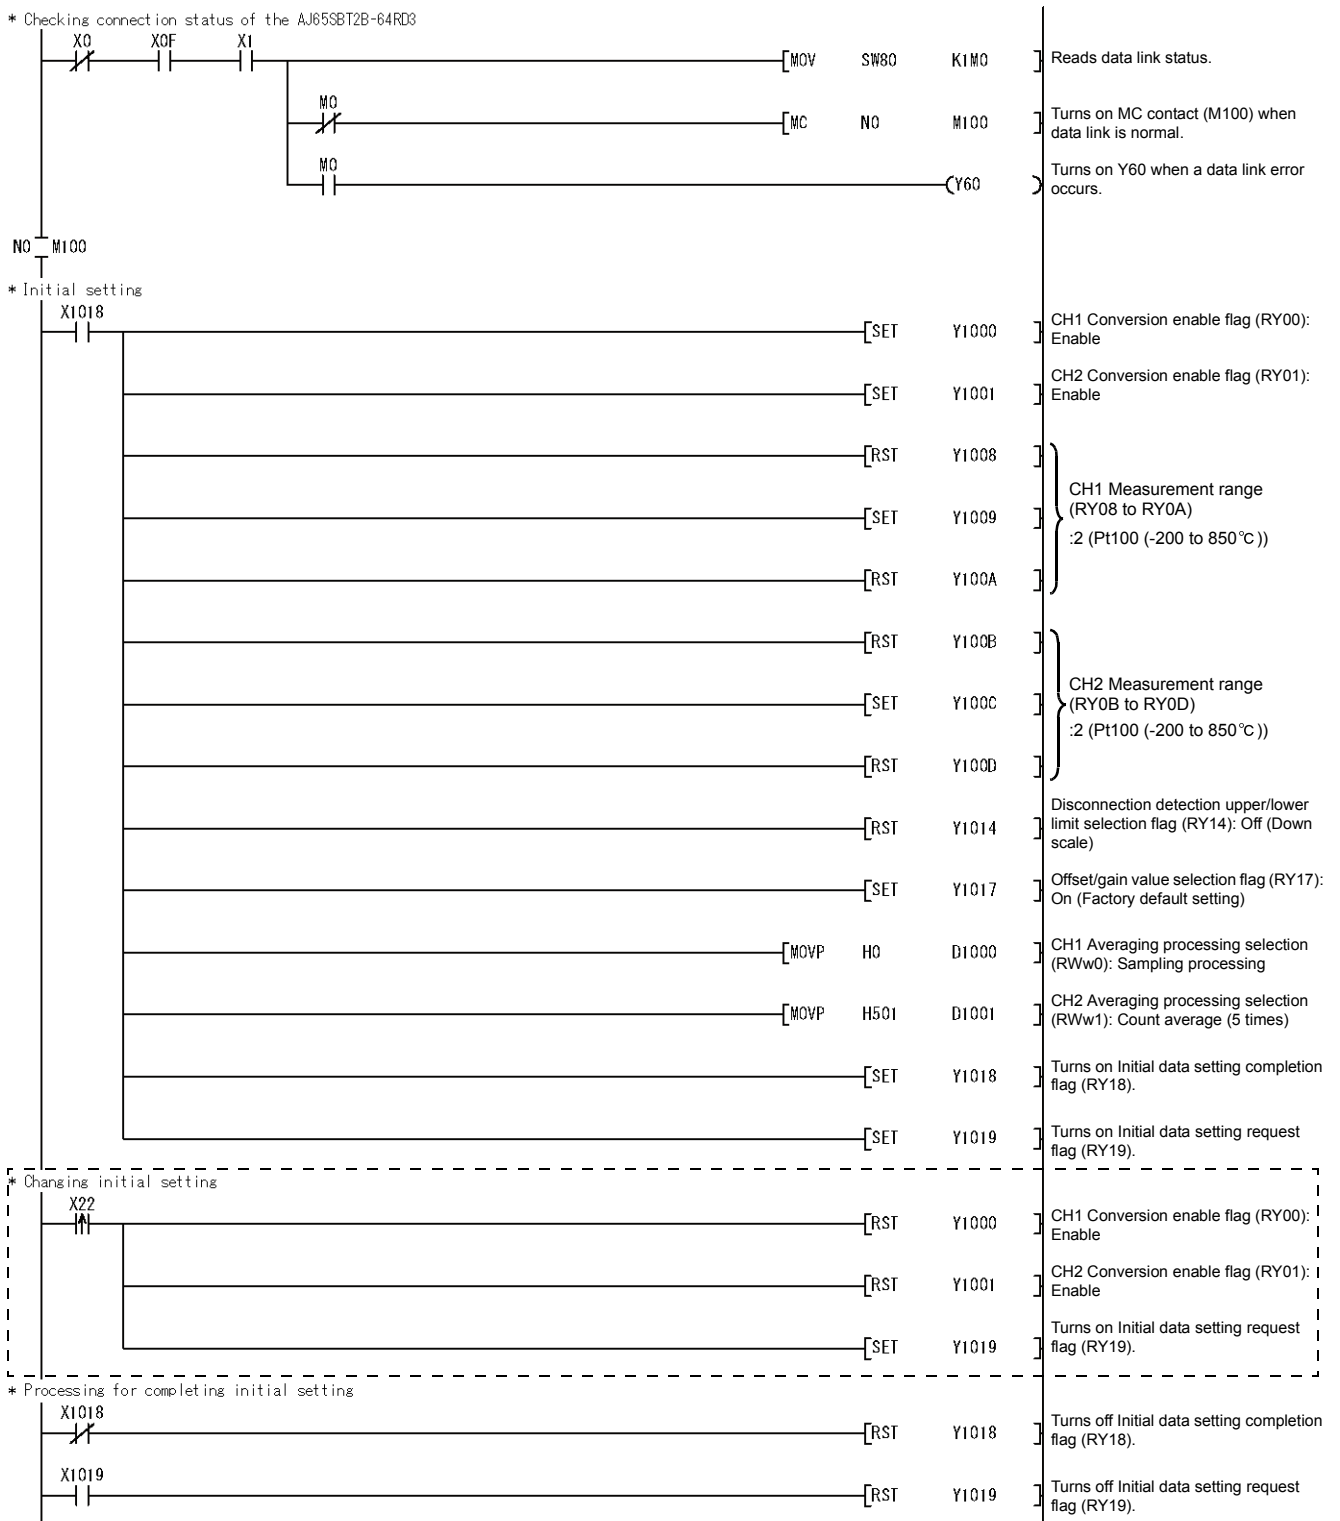 * Checking connection status of the AJ65SBT2B-64RD3
X0 X0F X1
[MOV SW80 K1M0 ] Reads data link status.
M0
[MC N0 M100 ] Turns on MC contact (M100) when
data link is normal.
M0
(Y60 ) Turns on Y60 when a data link error
occurs.
N0 M100
* Initial setting
X1018
[SET Y1000 ] CH1 Conversion enable flag (RY00):
Enable
[SET Y1001 ] CH2 Conversion enable flag (RY01):
Enable
[RST Y1008 ]
[SET Y1009 ]
[RST Y100A ]
CH1 Measurement range
(RY08 to RY0A)
:2 (Pt100 (-200 to 850℃))
[RST Y100B ]
[SET Y100C ]
[RST Y100D ]
CH2 Measurement range
(RY0B to RY0D)
:2 (Pt100 (-200 to 850℃))
[RST Y1014 ] Disconnection detection upper/lower
limit selection flag (RY14): Off (Down
scale)
[SET Y1017 ] Offset/gain value selection flag (RY17):
On (Factory default setting)
[MOVP H0 D1000 ] CH1 Averaging processing selection
(RWw0): Sampling processing
[MOVP H501 D1001 ] CH2 Averaging processing selection
(RWw1): Count average (5 times)
[SET Y1018 ] Turns on Initial data setting completion
flag (RY18).
[SET Y1019 ] Turns on Initial data setting request
flag (RY19).
* Changing initial setting
X22
[RST Y1000 ] CH1 Conversion enable flag (RY00):
Enable
[RST Y1001 ] CH2 Conversion enable flag (RY01):
Enable
[SET Y1019 ] Turns on Initial data setting request
flag (RY19).
* Processing for completing initial setting
X1018
[RST Y1018 ] Turns off Initial data setting completion
flag (RY18).
X1019
[RST Y1019 ] Turns off Initial data setting request
flag (RY19).